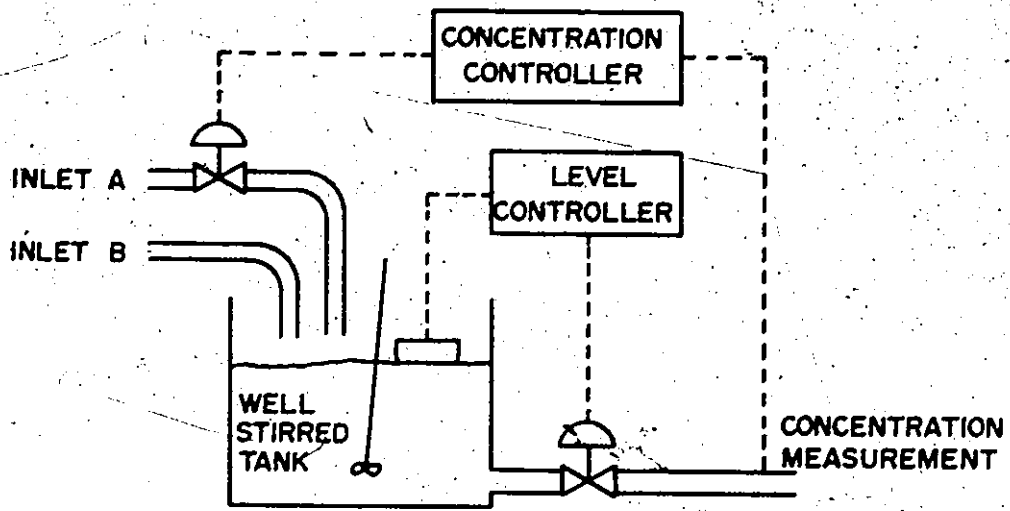 CONCENTRATION
CONTROLLER
INLET A
LEVEL
CONTROLLER
INLET B
WELL
STIRRED
TANK
CONCENTRATION
MEASUREMENT